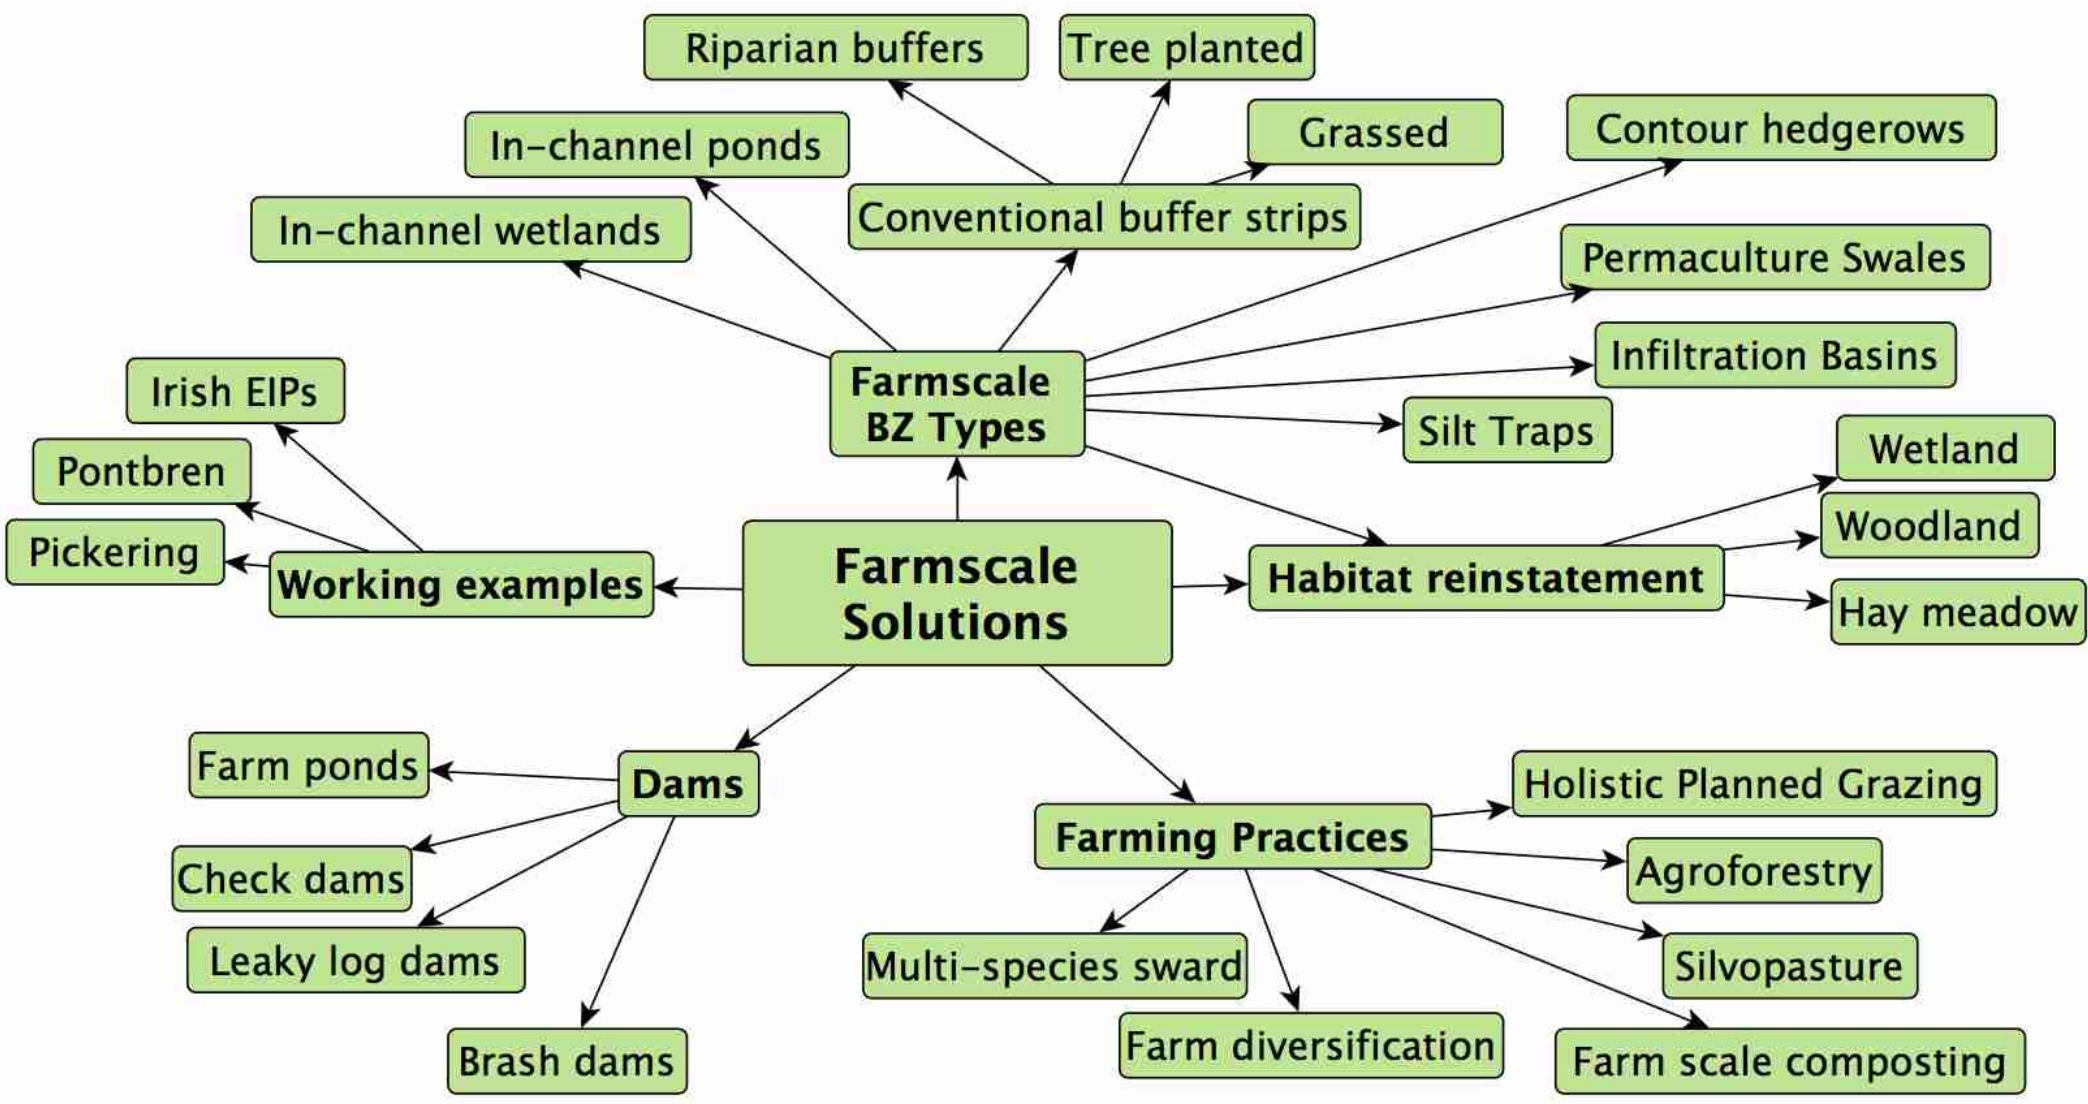 Riparian buffers
Tree planted
Grassed
Contour hedgerows
In-channel ponds
Conventional buffer strips
In-channel wetlands
Permaculture Swales
Infiltration Basins
Farmscale
BZ Types
Silt Traps
Irish EIPs
Wetland
Pontbren
Woodland
Pickering
Working examples
Farmscale
Solutions
Habitat reinstatement
Hay meadow
Farm ponds
Dams
Holistic Planned Grazing
Farming Practices
Check dams
Agroforestry
Leaky log dams
Multi-species sward
Silvopasture
Farm diversification
Brash dams
Farm scale composting